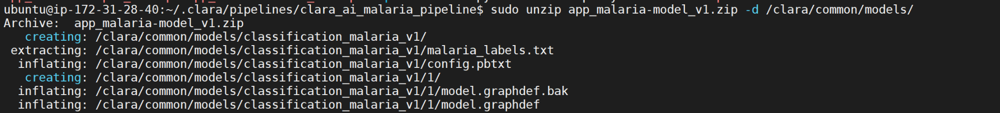 ubuntu@ip-172-31-28-40:~/.clara/pipelines/clara_ai_malaria_pipeline$ sudo unzip app_malaria-model_v1.zip -d /clara/common/models/
Archive:  app_malaria-model_v1.zip
   creating: /clara/common/models/classification_malaria_v1/
 extracting: /clara/common/models/classification_malaria_v1/malaria_labels.txt
  inflating: /clara/common/models/classification_malaria_v1/config.pbtxt
   creating: /clara/common/models/classification_malaria_v1/1/
  inflating: /clara/common/models/classification_malaria_v1/1/model.graphdef.bak
  inflating: /clara/common/models/classification_malaria_v1/1/model.graphdef